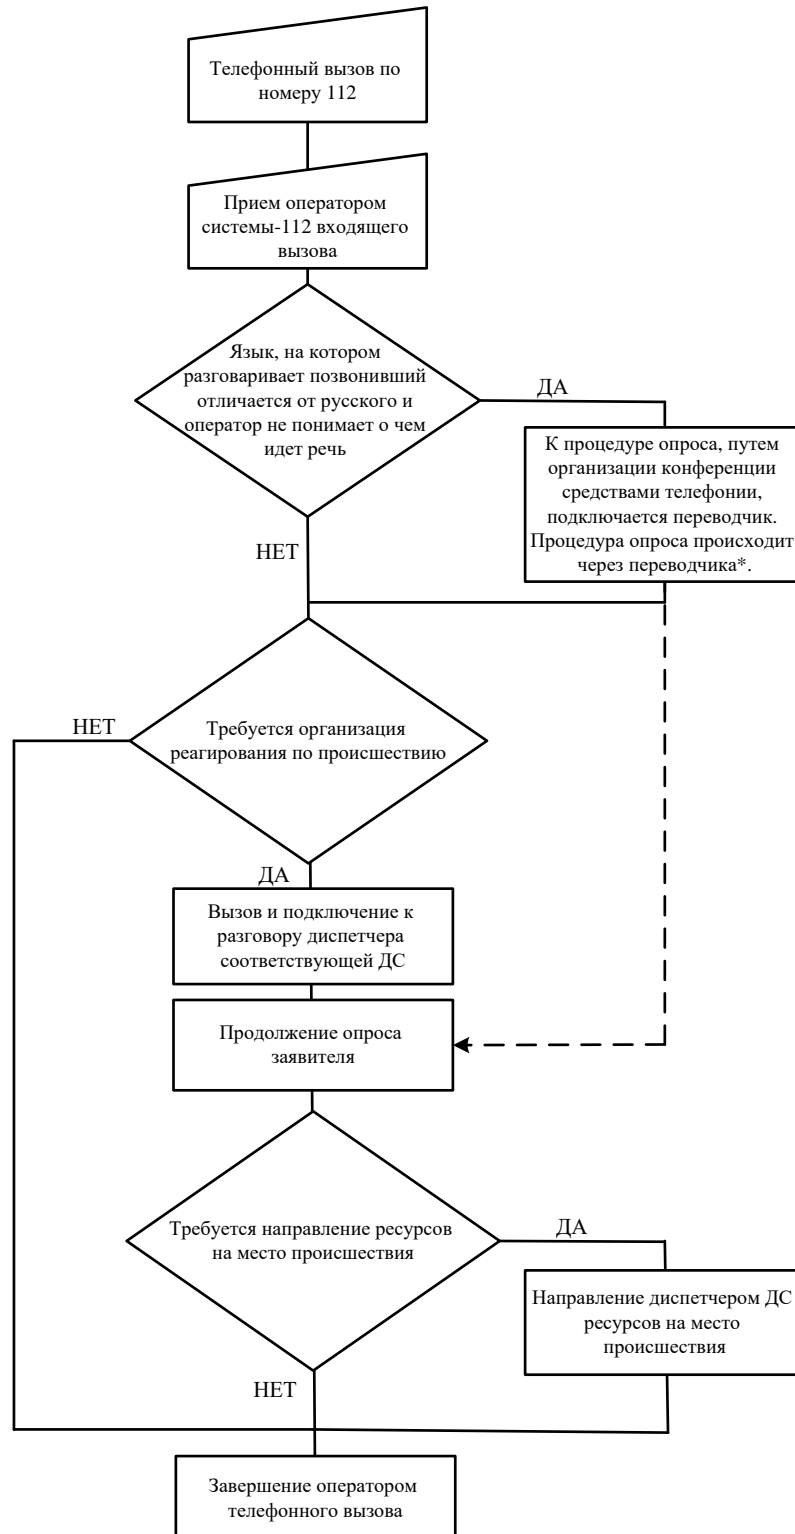 Телефонный вызов по
номеру 112
Прием оператором
системы-112 входящего
вызова
Язык, на котором
разговаривает позвонивший
отличается от русского и
оператор не понимает о чем
идет речь
ДА
К процедуре опроса, путем
организации конференции
средствами телефонии,
подключается переводчик.
Процедура опроса происходит
через переводчика*.
НЕТ
НЕТ
Требуется организация
реагирования по происшествию
ДА
Вызов и подключение к
разговору диспетчера
соответствующей ДС
Продолжение опроса
заявителя
Требуется направление ресурсов
на место происшествия
ДА
Направление диспетчером ДС
ресурсов на место
происшествия
НЕТ
Завершение оператором
телефонного вызова